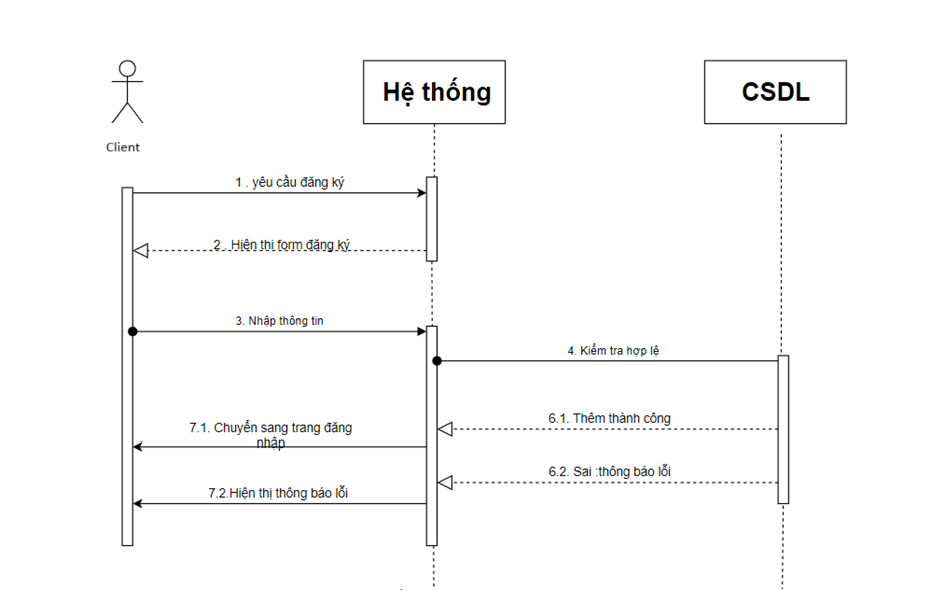 Hệ thống
CSDL
Client
1 . yêu cầu đăng ký
2 . Hiện thi form đăng ký
3. Nhập thông tin
4. Kiểm tra hợp lệ
6.1. Thêm thành công
7.1. Chuyển sang trang đăng
nhập
6.2. Sai :thông báo lỗi
7.2.Hiện thị thông báo lỗi